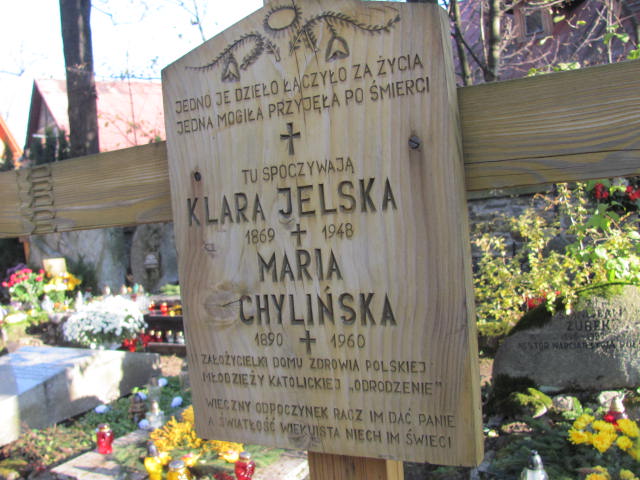 JEDNO JE DZIEŁO ŁĄCZYŁO ZA ŻYCIA
JEDNA MOGIŁA PRZYJĘŁA PO ŚMIERCI
TU SPOCZYWAJĄ
KLARA JELSKA
1869 1948
MARIA
CHYLIŃSKA
1890 1960
ZAŁOŻYCIELKI DOMU ZDROWIA POLSKIEJ
MŁODZIEŻY KATOLICKIEJ „ODRODZENIE”
WIECZNY ODPOCZYNEK RACZ IM DAĆ PANIE
A ŚWIATŁOŚĆ WIEKUISTA NIECH IM ŚWIECI
ZUBEK